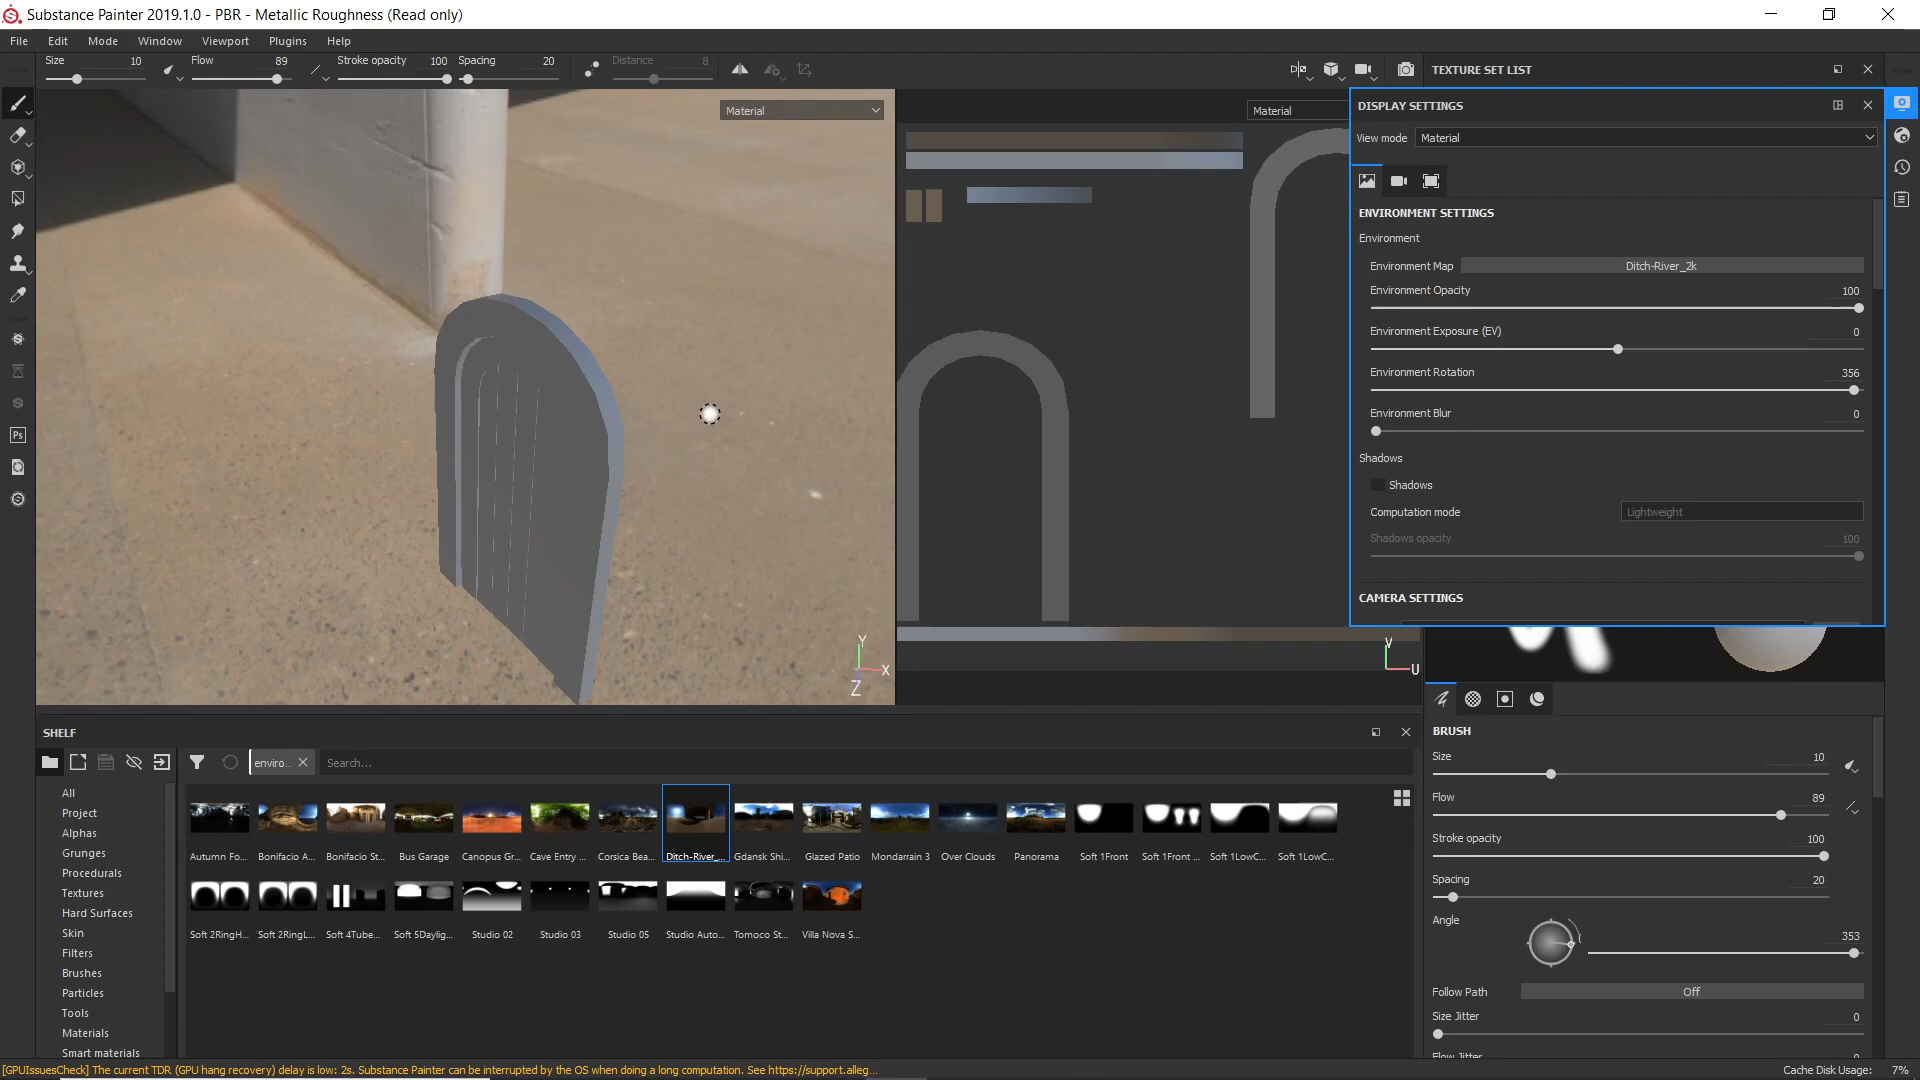 Substance Painter 2019.1.0 - PBR - Metallic Roughness (Read only)
File Edit Mode Window Viewport Plugins Help
Size 10 Flow 89 Stroke opacity 100 Spacing 20 Distance 8
TEXTURE SET LIST
Material
Material
DISPLAY SETTINGS
View mode Material
ENVIRONMENT SETTINGS
Environment
Environment Map Ditch-River_2k
Environment Opacity 100
Environment Exposure (EV) 0
Environment Rotation 356
Environment Blur 0
Shadows
Shadows
Computation mode Lightweight
Shadows opacity 100
CAMERA SETTINGS
Y
X
Z
V
U
Ps
SHELF
enviro.. Search...
All
Project
Alphas
Grunges
Procedurals
Textures
Hard Surfaces
Skin
Filters
Brushes
Particles
Tools
Materials
Smart materials
Autumn Fo... Bonifacio A... Bonifacio St... Bus Garage Canopus Gr... Cave Entry ... Corsica Bea... Ditch-River_... Gdansk Shi... Glazed Patio Mondarrain 3 Over Clouds Panorama Soft 1Front Soft 1Front ... Soft 1LowC... Soft 1LowC...
Soft 2RingH... Soft 2RingL... Soft 4Tube... Soft 5Daylig... Studio 02 Studio 03 Studio 05 Studio Auto... Tomoco St... Villa Nova S...
BRUSH
Size 10
Flow 89
Stroke opacity 100
Spacing 20
Angle 353
Follow Path Off
Size Jitter 0
Flow Jitter
[GPUIssuesCheck] The current TDR (GPU hang recovery) delay is low: 2s. Substance Painter can be interrupted by the OS when doing a long computation. See https://support.alleg...
Cache Disk Usage: 7%